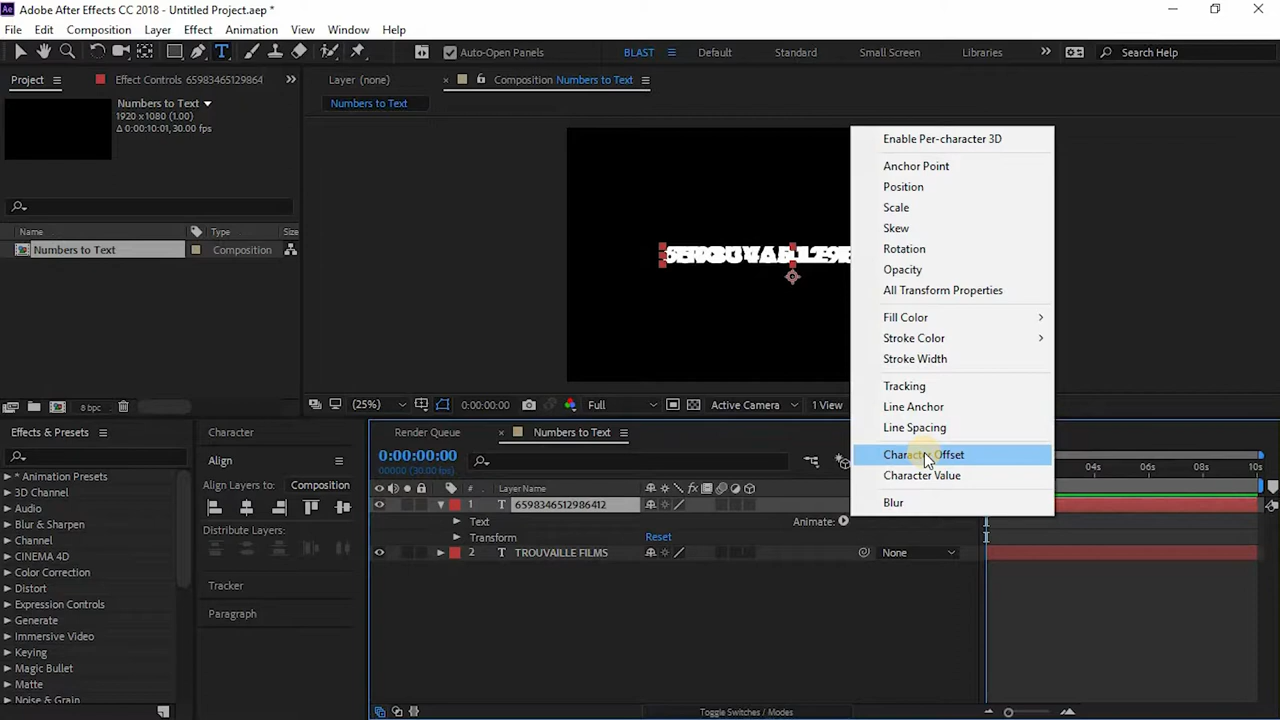 Adobe After Effects CC 2018 - Untitled Project.aep *
File Edit Composition Layer Effect Animation View Window Help
Auto-Open Panels BLAST Default Standard Small Screen Libraries Search Help
Project Effect Controls 65983465129864 Layer (none) Composition Numbers to Text
Numbers to Text
1920 x 1080 (1.00)
Δ 0:00:10:01, 30.00 fps
Numbers to Text
Name Type Size
Numbers to Text Composition
8 bpc
(25%) 0:00:00:00 Full Active Camera 1 View
Enable Per-character 3D
Anchor Point
Position
Scale
Skew
Rotation
Opacity
All Transform Properties
Fill Color
Stroke Color
Stroke Width
Tracking
Line Anchor
Line Spacing
Character Offset
Character Value
Blur
Effects & Presets
* Animation Presets
3D Channel
Audio
Blur & Sharpen
Channel
CINEMA 4D
Color Correction
Distort
Expression Controls
Generate
Immersive Video
Keying
Magic Bullet
Matte
Noise & Grain
Character
Align
Align Layers to: Composition
Distribute Layers:
Tracker
Paragraph
Render Queue Numbers to Text
0:00:00:00
00000 (30.00 fps)
04s 06s 08s 10s
# Layer Name
1 T 6598346512986412
Text Animate:
Transform Reset
2 T TROUVAILLE FILMS None
Toggle Switches / Modes